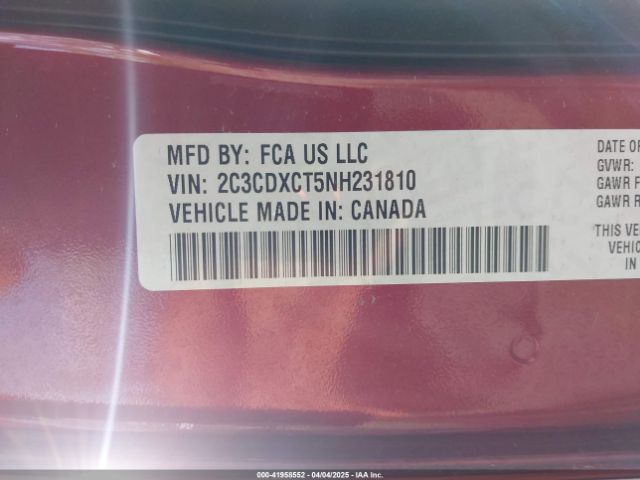 MFD BY: FCA US LLC
VIN: 2C3CDXCT5NH231810
VEHICLE MADE IN: CANADA
DATE OF
GVWR:
GAWR F
GAWR R
THIS VE
VEHIC
IN
000-41958552 - 04/04/2025 - IAA Inc.